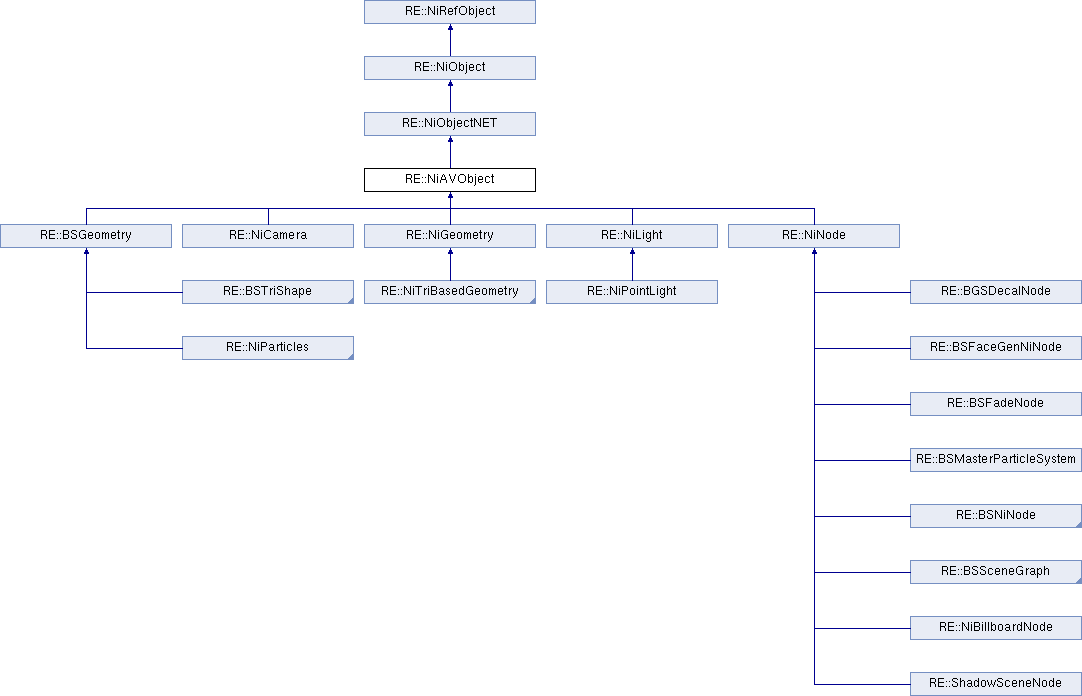 RE::NiRefObject
RE::NiObject
RE::NiObjectNET
RE::NiAVObject
RE::BSGeometry
RE::NiCamera
RE::NiGeometry
RE::NiLight
RE::NiNode
RE::BSTriShape
RE::NiTriBasedGeometry
RE::NiPointLight
RE::BGSDecalNode
RE::NiParticles
RE::BSFaceGenNiNode
RE::BSFadeNode
RE::BSMasterParticleSystem
RE::BSNiNode
RE::BSSceneGraph
RE::NiBillboardNode
RE::ShadowSceneNode